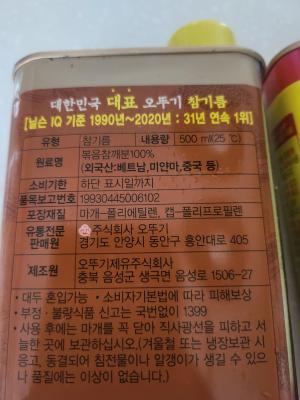 대한민국 대표 오뚜기 참기름
[닐슨 IQ 기준 1990년~2020년 : 31년 연속 1위]
유형 참기름 내용량 500 ml(25 ℃)
원료명 볶음참깨분100%
(외국산:베트남,미얀마,중국 등)
소비기한 하단 표시일까지
품목보고번호 19930445006102
포장재질 마개-폴리에틸렌, 캡-폴리프로필렌
유통전문판매원 주식회사 오뚜기
경기도 안양시 동안구 흥안대로 405
제조원 오뚜기제유주식회사
충북 음성군 생극면 음성로 1506-27
· 대두 혼입가능 · 소비자기본법에 따라 피해보상
· 부정 · 불량식품 신고는 국번없이 1399
· 사용 후에는 마개를 꼭 닫아 직사광선을 피하고 서
늘한 곳에 보관하십시오.(겨울철 또는 냉장보관 시
응고, 동결되어 침전물이나 알갱이가 생길 수 있으
나 품질에는 이상이 없습니다.)